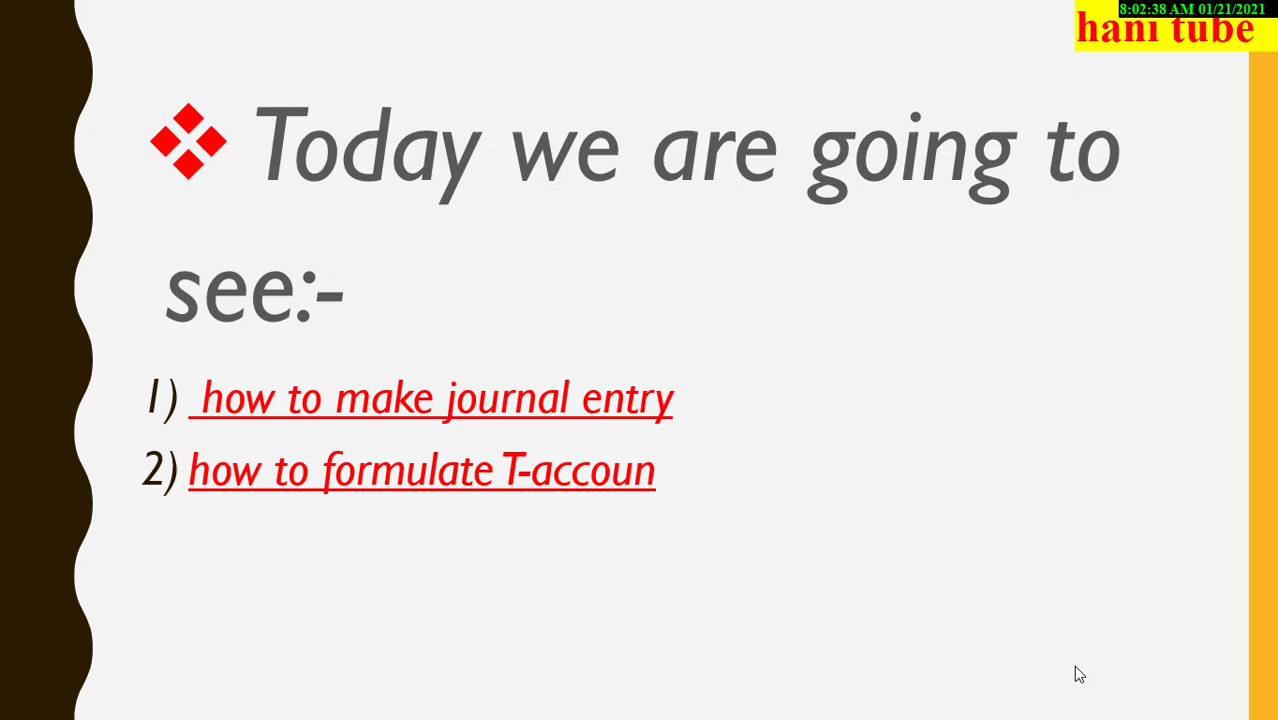 8:02:38 AM 01/21/2021
hani tube
Today we are going to
see:-
1) how to make journal entry
2) how to formulate T-accoun